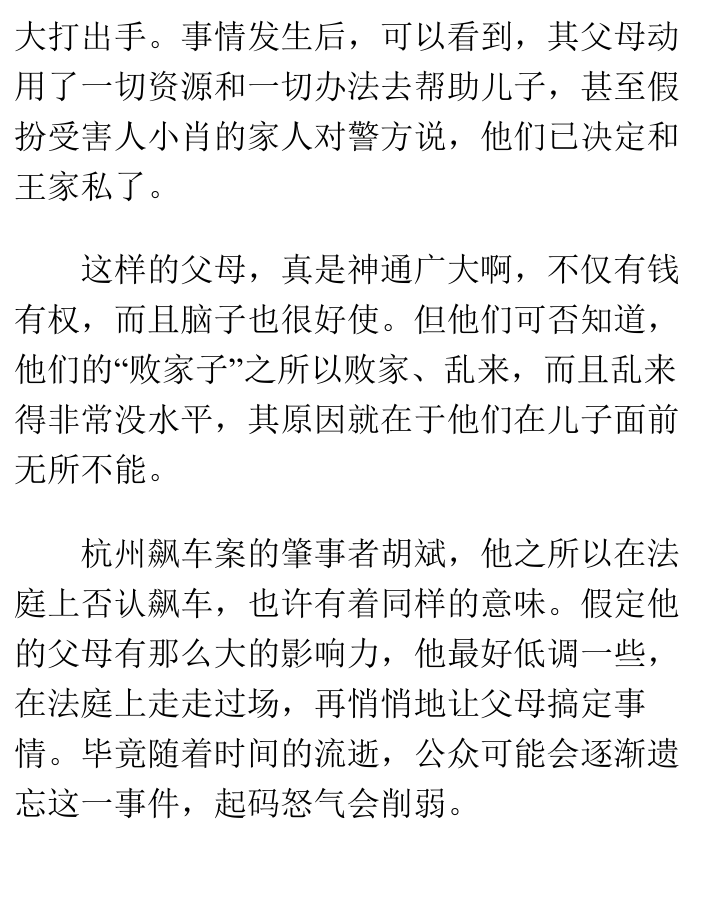 大打出手。事情发生后，可以看到，其父母动
用了一切资源和一切办法去帮助儿子，甚至假
扮受害人小肖的家人对警方说，他们已决定和
王家私了。
这样的父母，真是神通广大啊，不仅有钱
有权，而且脑子也很好使。但他们可否知道，
他们的“败家子”之所以败家、乱来，而且乱来
得非常没水平，其原因就在于他们在儿子面前
无所不能。
杭州飙车案的肇事者胡斌，他之所以在法
庭上否认飙车，也许有着同样的意味。假定他
的父母有那么大的影响力，他最好低调一些，
在法庭上走走过场，再悄悄地让父母搞定事
情。毕竟随着时间的流逝，公众可能会逐渐遗
忘这一事件，起码怒气会削弱。